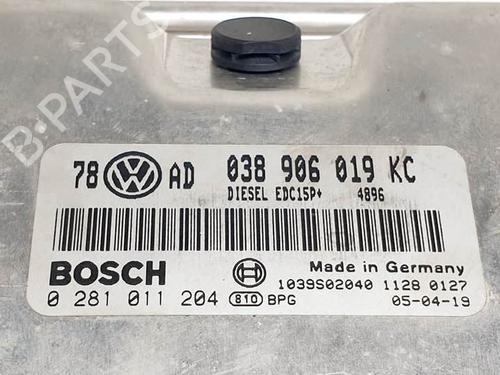 B-PARTS
78 VW AD 038 906 019 KC
DIESEL EDC15P+ 4896
BOSCH
Made in Germany
1039S02040 1128 0127
0 281 011 204 810 BPG 05-04-19